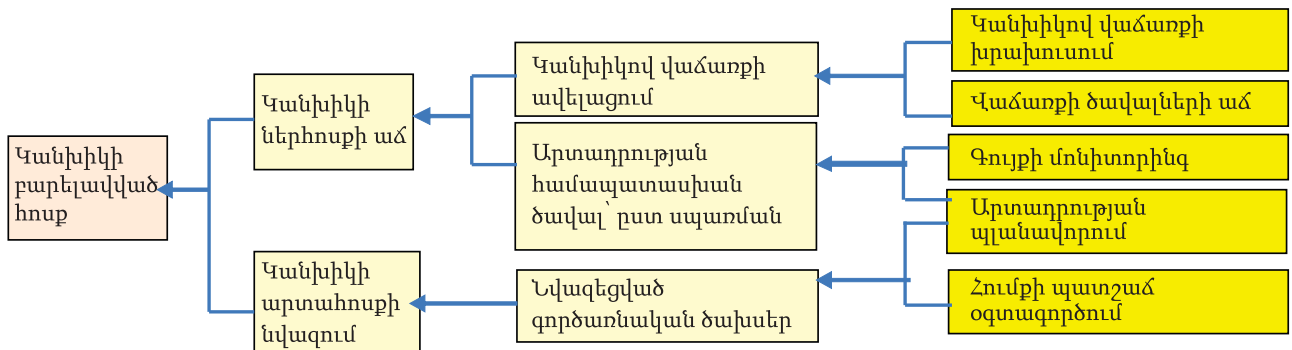 Կանխիկի
բարելավված
հոսք
Կանխիկի
ներհոսքի աճ
Կանխիկի
արտահոսքի
նվազում
Կանխիկով վաճառքի
ավելացում
Արտադրության
համապատասխան
ծավալ՝ ըստ սպառման
Նվազեցված
գործառնական ծախսեր
Կանխիկով վաճառքի
խրախուսում
Վաճառքի ծավալների աճ
Գույքի մոնիտորինգ
Արտադրության
պլանավորում
Հումքի պատշաճ
օգտագործում